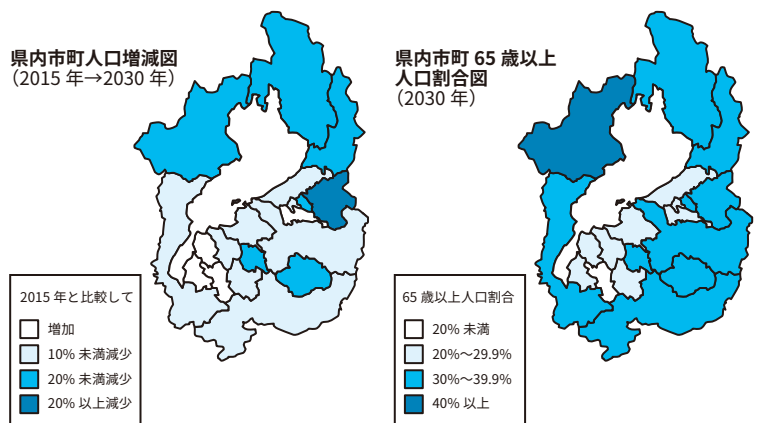 県内市町人口増減図
（2015 年→2030 年）
2015 年と比較して
増加
10% 未満減少
20% 未満減少
20% 以上減少
県内市町 65 歳以上
人口割合図
（2030 年）
65 歳以上人口割合
20% 未満
20%～29.9%
30%～39.9%
40% 以上